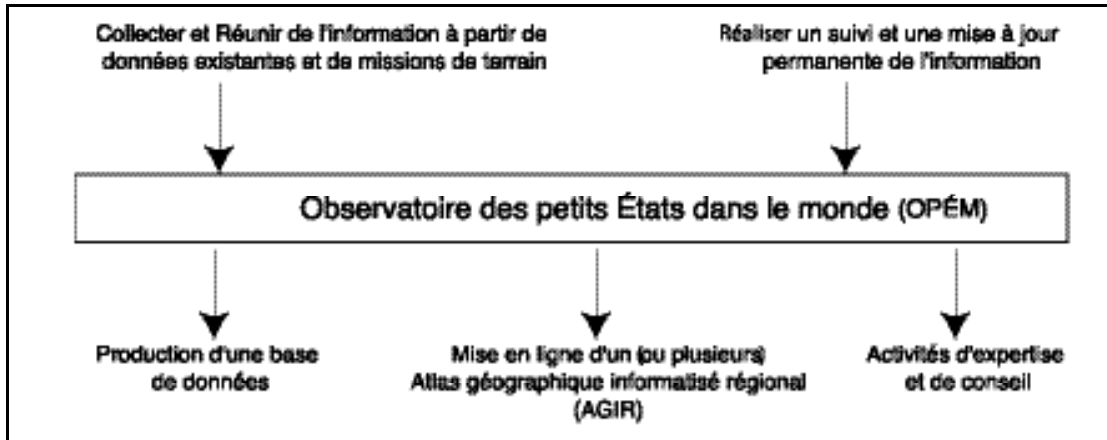 Collecter et Réunir de l'information à partir de
données existantes et de missions de terrain
Réaliser un suivi et une mise à jour
permanente de l'information
Observatoire des petits États dans le monde (OPÉM)
Production d'une base
de données
Mise en ligne d'un (ou plusieurs)
Atlas géographique informatisé régional
(AGIR)
Activités d'expertise
et de conseil